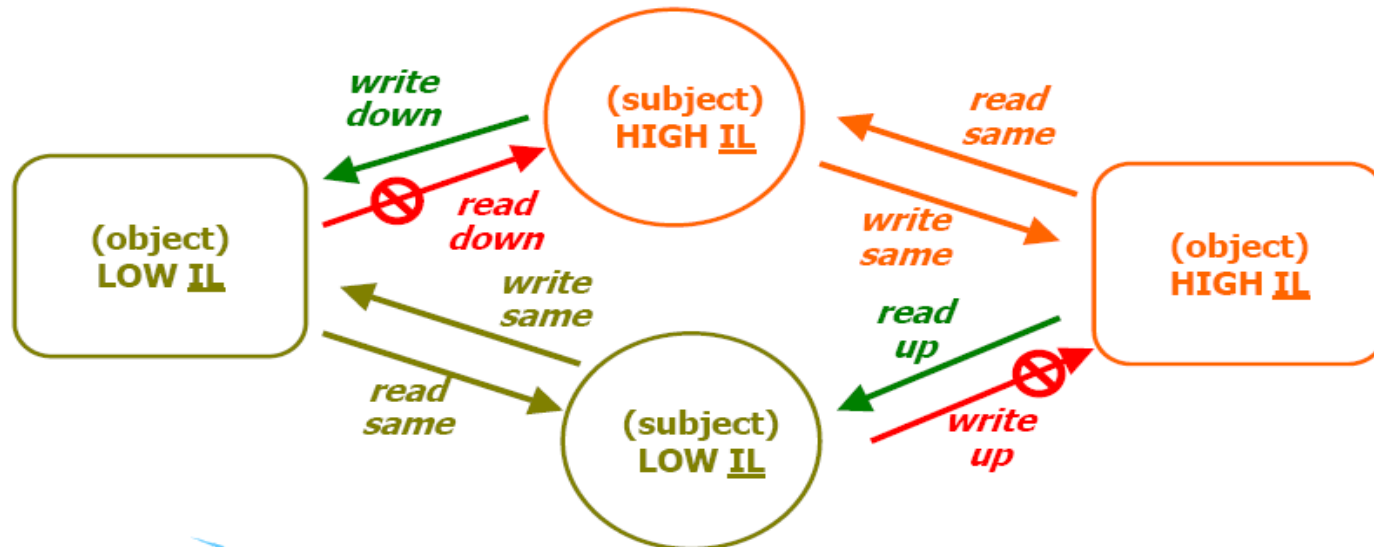 write
down
(subject)
HIGH IL
read
same
read
down
write
same
(object)
LOW IL
(object)
HIGH IL
write
same
read
up
read
same
(subject)
LOW IL
write
up